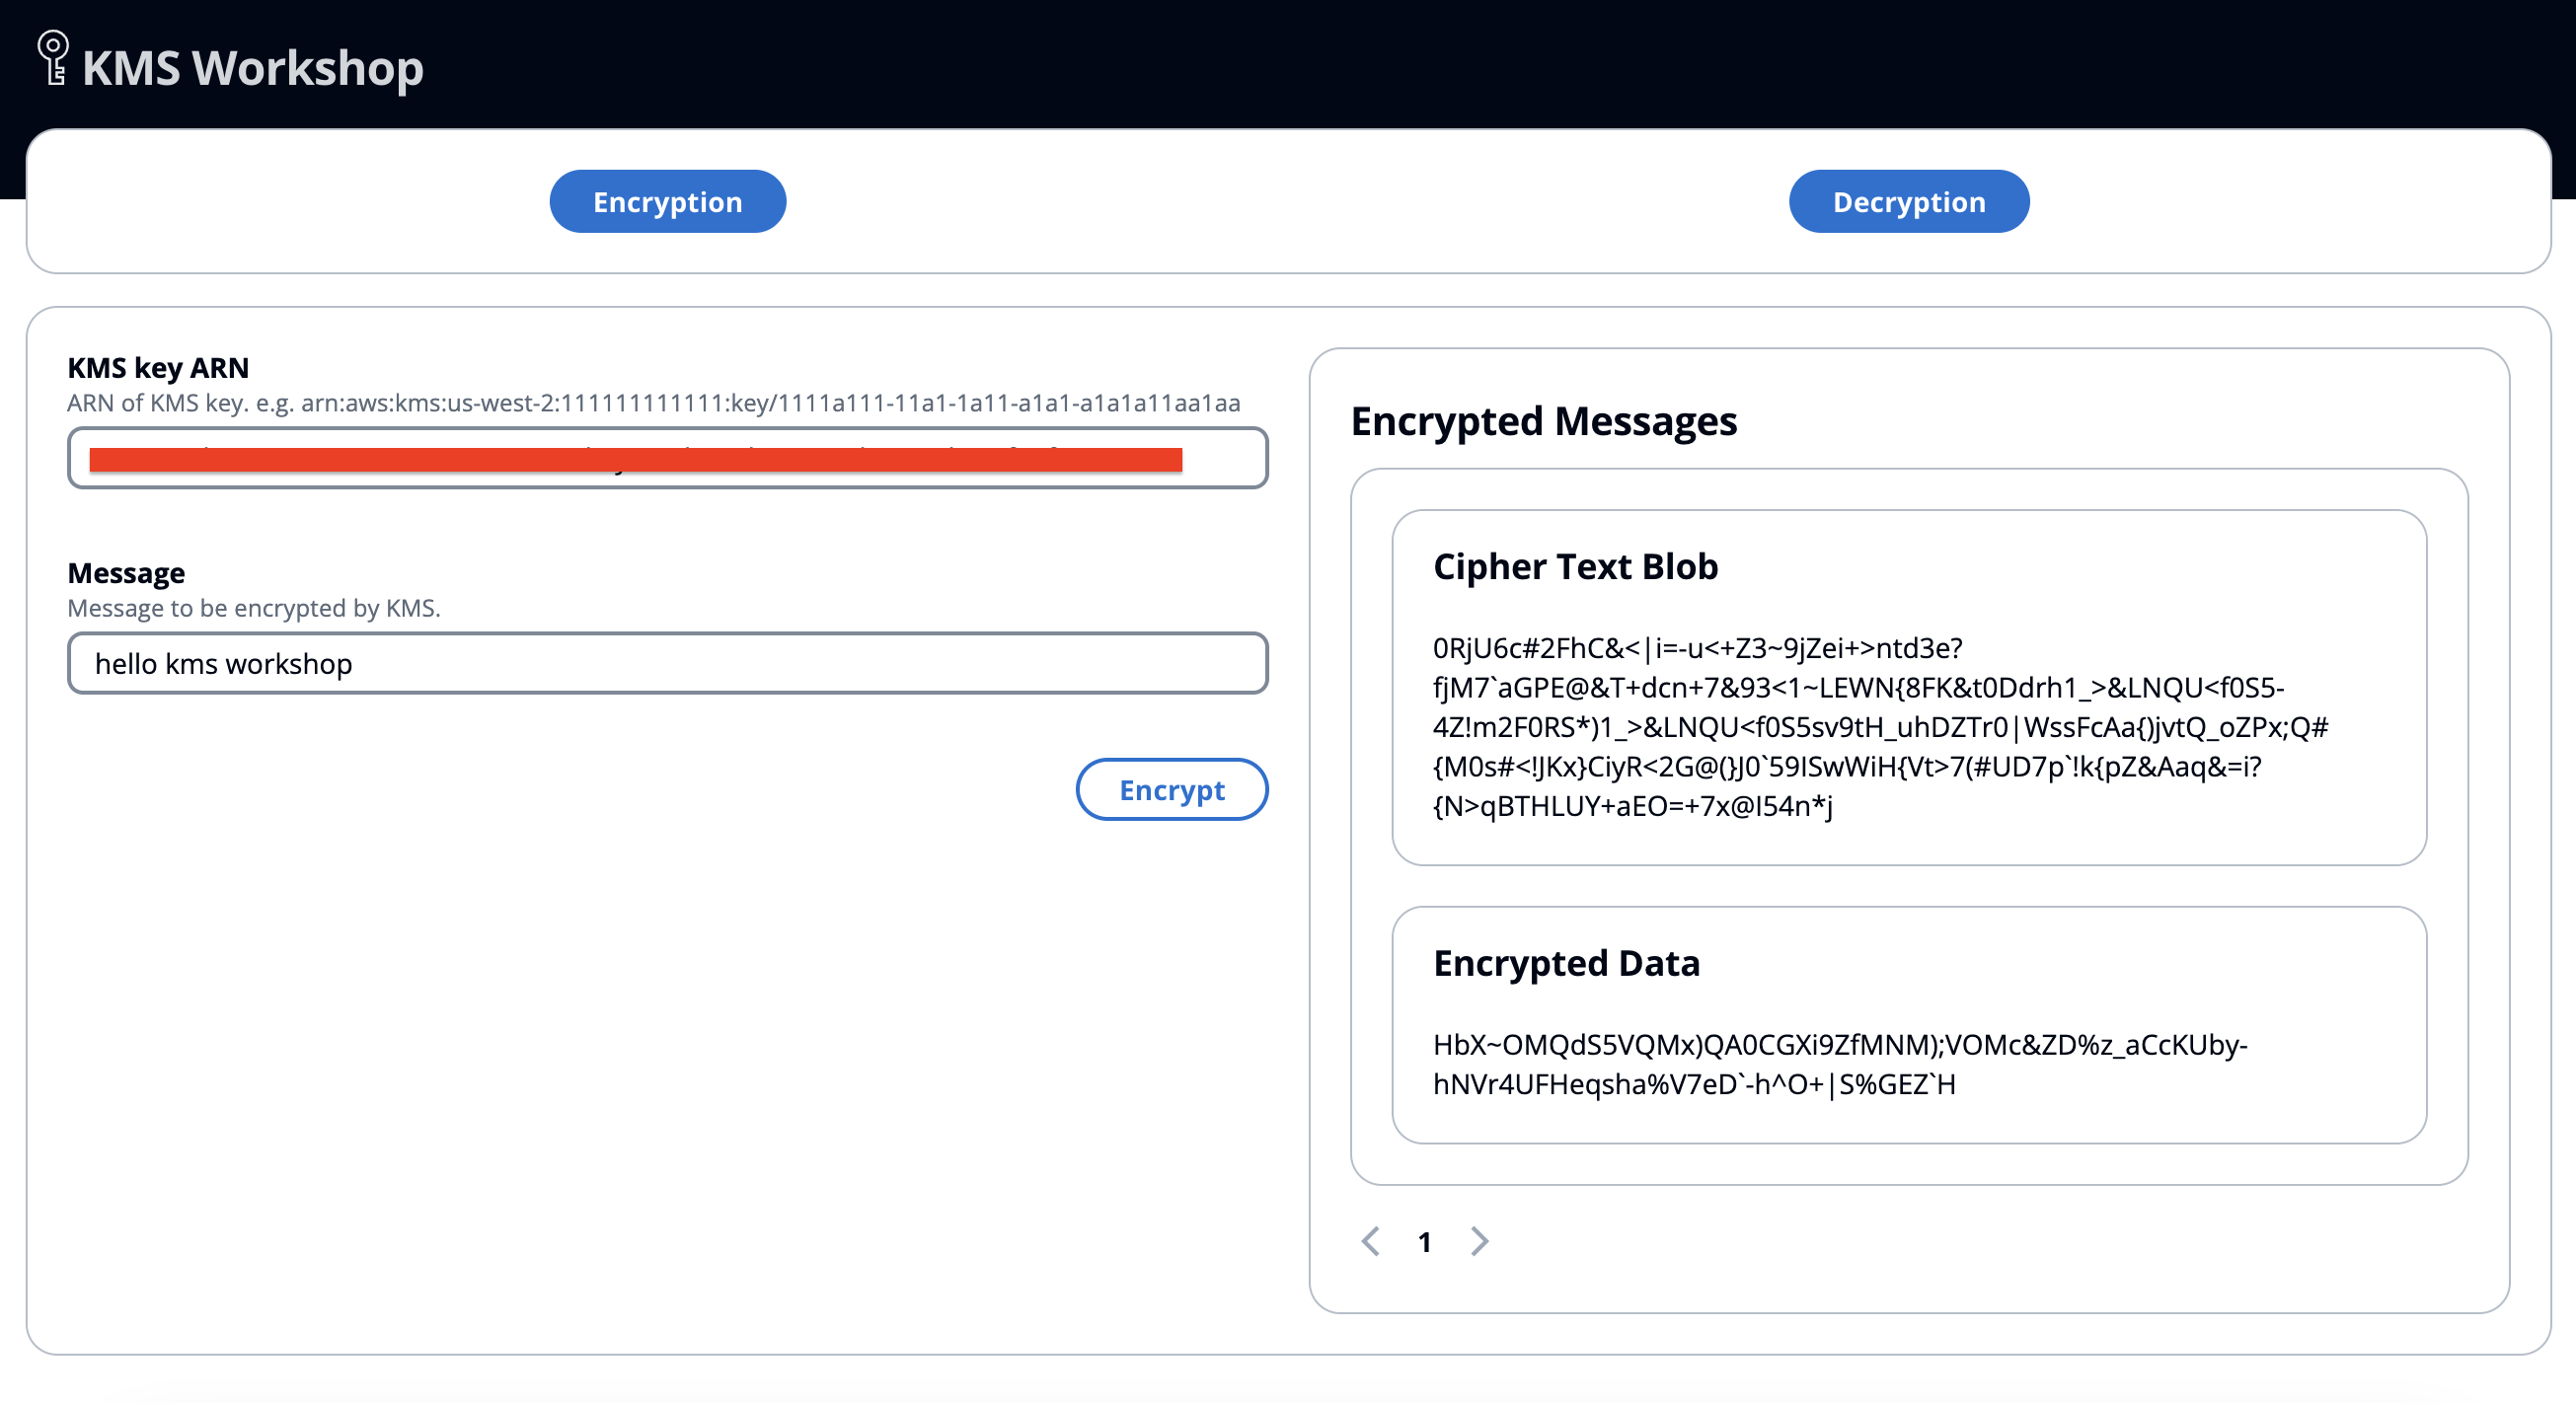 KMS Workshop
Encryption
Decryption
KMS key ARN
ARN of KMS key. e.g. arn:aws:kms:us-west-2:111111111111:key/1111a111-11a1-1a11-a1a1-a1a1a11aa1aa
Message
Message to be encrypted by KMS.
hello kms workshop
Encrypt
Encrypted Messages
Cipher Text Blob
0RjU6c#2FhC&<|i=-u<+Z3~9jZei+>ntd3e?
fjM7`aGPE@&T+dcn+7&93<1~LEWN{8FK&t0Ddrh1_>&LNQU<f0S5-
4Z!m2F0RS*)1_>&LNQU<f0S5sv9tH_uhDZTr0|WssFcAa{)jvtQ_oZPx;Q#
{M0s#<!JKx}CiyR<2G@(}J0`59ISwWiH{Vt>7(#UD7p`!k{pZ&Aaq&=i?
{N>qBTHLUY+aEO=+7x@I54n*j
Encrypted Data
HbX~OMQdS5VQMx)QA0CGXi9ZfMNM);VOMc&ZD%z_aCcKUby-
hNVr4UFHeqsha%V7eD`-h^O+|S%GEZ`H
1